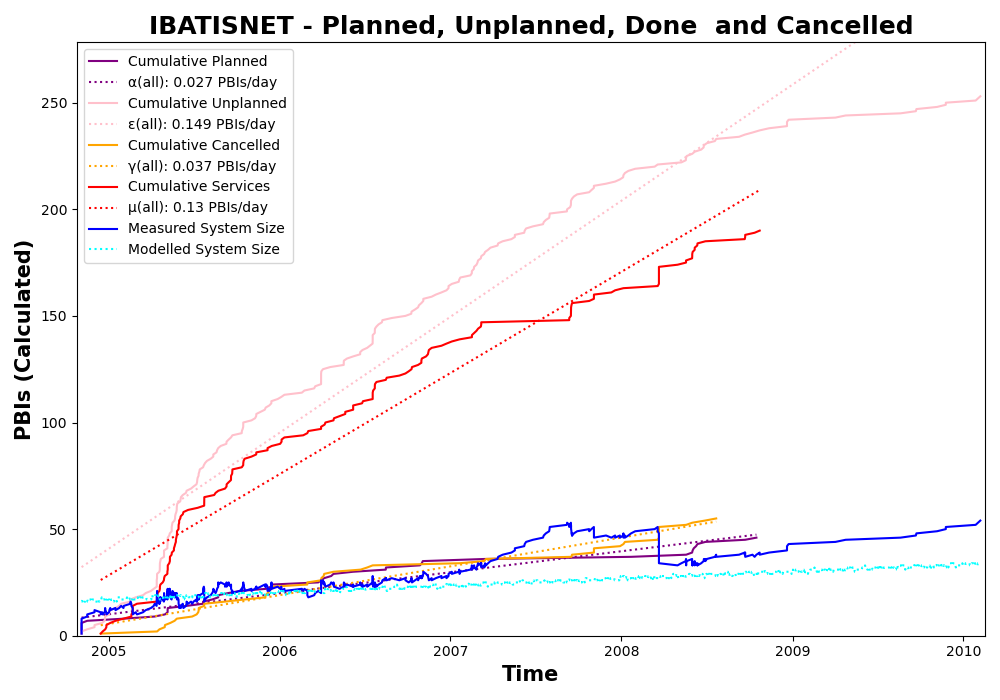 IBATISNET - Planned, Unplanned, Done  and Cancelled
Cumulative Planned
α(all): 0.027 PBIs/day
Cumulative Unplanned
ε(all): 0.149 PBIs/day
Cumulative Cancelled
γ(all): 0.037 PBIs/day
Cumulative Services
μ(all): 0.13 PBIs/day
Measured System Size
Modelled System Size
PBIs (Calculated)
250
200
150
100
50
0
2005 2006 2007 2008 2009 2010
Time